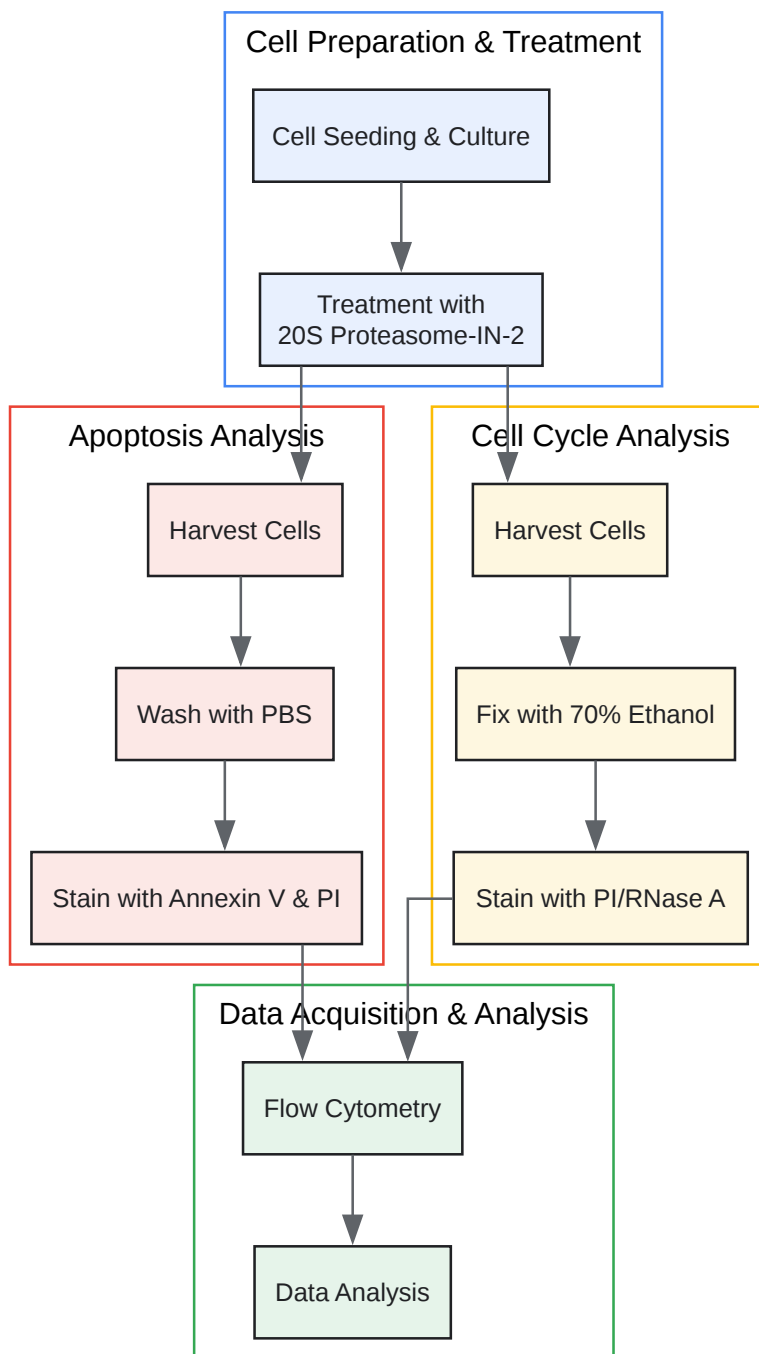 Cell Preparation & Treatment
Cell Seeding & Culture
Treatment with
20S Proteasome-IN-2
Apoptosis Analysis
Harvest Cells
Wash with PBS
Stain with Annexin V & PI
Cell Cycle Analysis
Harvest Cells
Fix with 70% Ethanol
Stain with PI/RNase A
Data Acquisition & Analysis
Flow Cytometry
Data Analysis